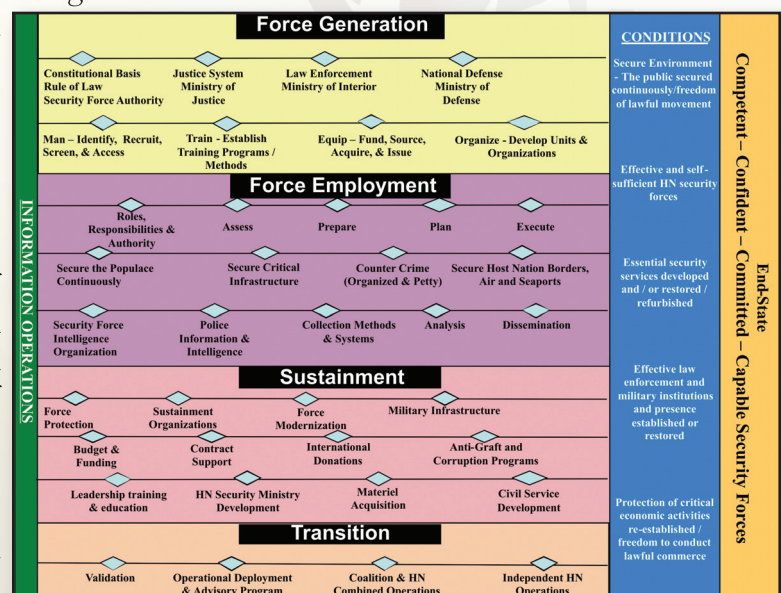 Force Generation
Constitutional Basis
Rule of Law
Security Force Authority
Justice System
Ministry of
Justice
Law Enforcement
Ministry of Interior
National Defense
Ministry of
Defense
Man – Identify, Recruit,
Screen, & Access
Train - Establish
Training Programs /
Methods
Equip – Fund, Source,
Acquire, & Issue
Organize - Develop Units &
Organizations
Force Employment
Roles,
Responsibilities &
Authority
Assess
Prepare
Plan
Execute
Secure the Populace
Continuously
Secure Critical
Infrastructure
Counter Crime
(Organized & Petty)
Secure Host Nation Borders,
Air and Seaports
Security Force
Intelligence
Organization
Police
Information &
Intelligence
Collection Methods
& Systems
Analysis
Dissemination
Sustainment
Force
Protection
Sustainment
Organizations
Force
Modernization
Military Infrastructure
Budget &
Funding
Contract
Support
International
Donations
Anti-Graft and
Corruption Programs
Leadership training
& education
HN Security Ministry
Development
Materiel
Acquisition
Civil Service
Development
Transition
Validation
Operational Deployment
& Advisory Program
Coalition & HN
Combined Operations
Independent HN
Operations
INFORMATION OPERATIONS
CONDITIONS
Secure Environment
- The public secured
continuously/freedom
of lawful movement
Effective and self-
sufficient HN security
forces
Essential security
services developed
and / or restored /
refurbished
Effective law
enforcement and
military institutions
and presence
established or
restored
Protection of critical
economic activities
re-established /
freedom to conduct
lawful commerce
End-State
Competent – Confident – Committed – Capable Security Forces